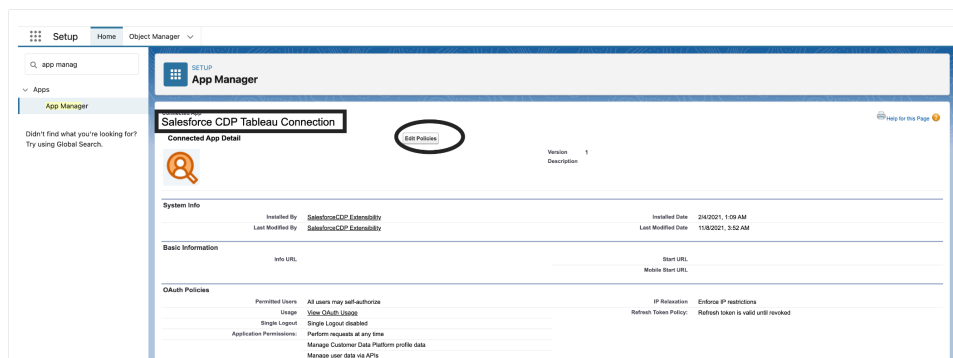 Setup Home Object Manager
app manag
Apps
App Manager
Didn't find what you're looking for?
Try using Global Search.
SETUP
App Manager
Connected App
Salesforce CDP Tableau Connection
Help for this Page
Connected App Detail
Edit Policies
Version 1
Description
System Info
Installed By SalesforceCDP Extensibility Installed Date 2/4/2021, 1:09 AM
Last Modified By SalesforceCDP Extensibility Last Modified Date 11/8/2021, 3:52 AM
Basic Information
Info URL Start URL
Mobile Start URL
OAuth Policies
Permitted Users All users may self-authorize IP Relaxation Enforce IP restrictions
Usage View OAuth Usage Refresh Token Policy: Refresh token is valid until revoked
Single Logout Single Logout disabled
Application Permissions: Perform requests at any time
Manage Customer Data Platform profile data
Manage user data via APIs